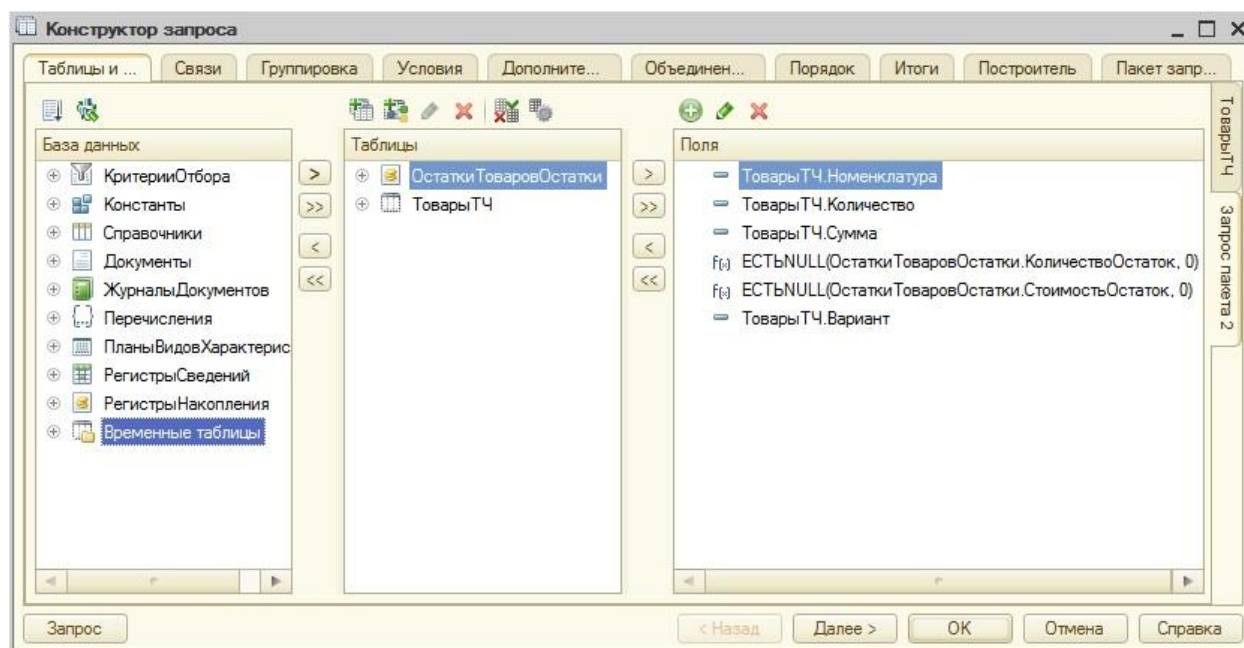 Конструктор запроса
Таблицы и ...
Связи
Группировка
Условия
Дополните...
Объединен...
Порядок
Итоги
Построитель
Пакет запр...
База данных
КритерииОтбора
Константы
Справочники
Документы
ЖурналыДокументов
Перечисления
ПланыВидовХарактерис
РегистрыСведений
РегистрыНакопления
Временные таблицы
>
>>
<
<<
Таблицы
ОстаткиТоваровОстатки
ТоварыТЧ
>
>>
<
<<
Поля
ТоварыТЧ.Номенклатура
ТоварыТЧ.Количество
ТоварыТЧ.Сумма
ЕСТЬNULL(ОстаткиТоваровОстатки.КоличествоОстаток, 0)
ЕСТЬNULL(ОстаткиТоваровОстатки.СтоимостьОстаток, 0)
ТоварыТЧ.Вариант
ТоварыТЧ
Запрос пакета 2
Запрос
< Назад
Далее >
ОК
Отмена
Справка